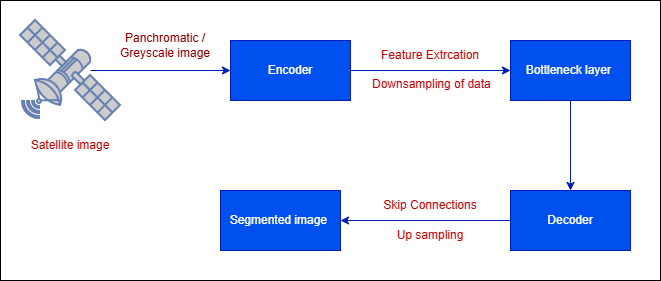 Panchromatic /
Greyscale image
Encoder
Feature Extrcation
Downsampling of data
Bottleneck layer
Satellite image
Segmented image
Skip Connections
Up sampling
Decoder